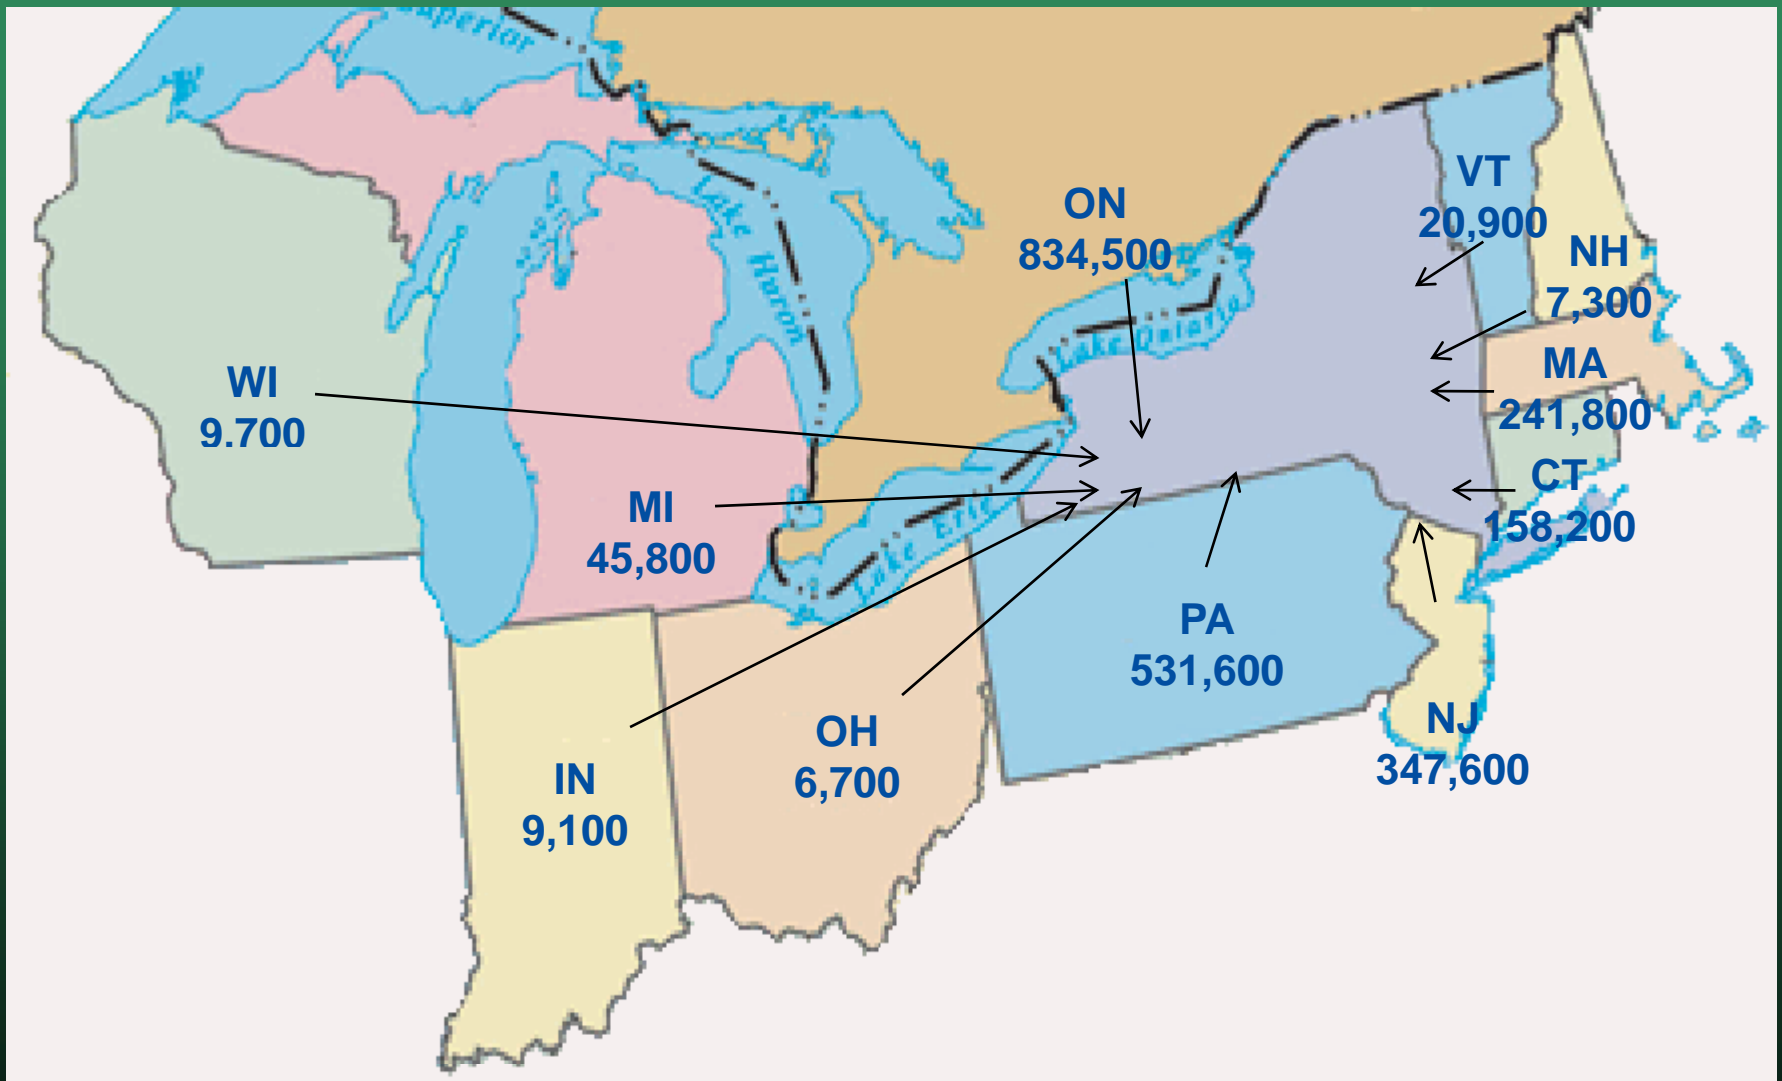 Superior
VT
20,900
ON
834,500
NH
7,300
Lake Huron
Lake Ontario
MA
241,800
WI
9.700
CT
158,200
MI
45,800
Lake Erie
PA
531,600
NJ
347,600
OH
6,700
IN
9,100